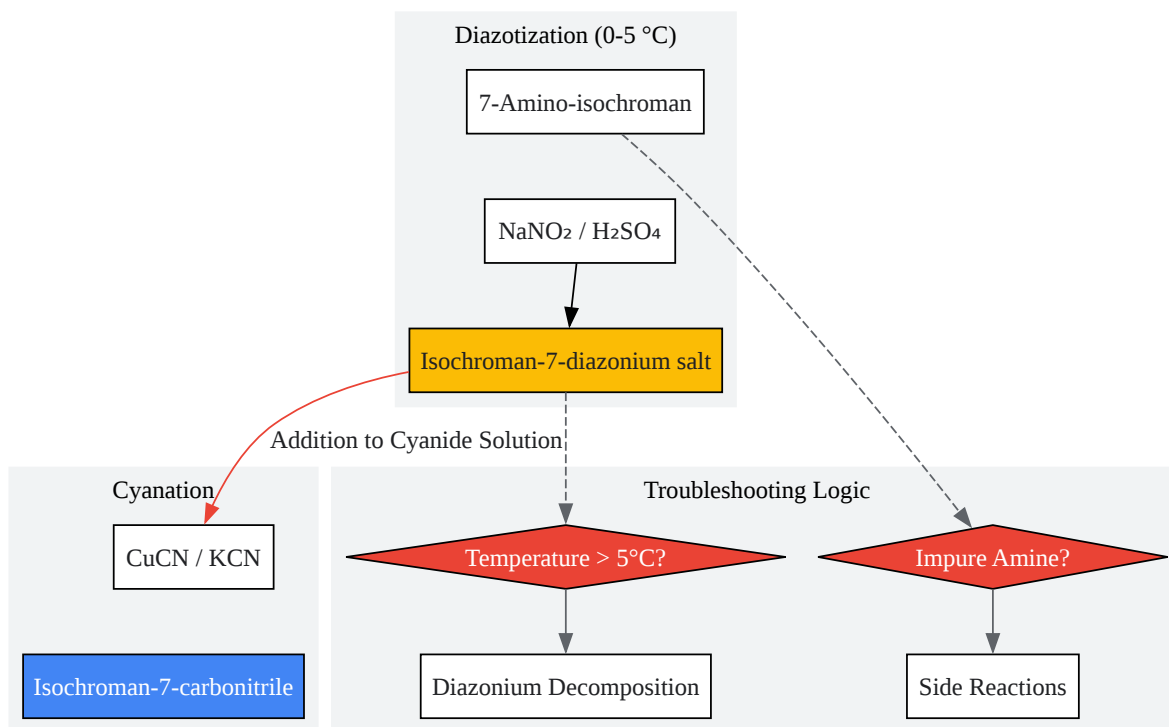 Diazotization (0-5 °C)
7-Amino-isochroman
NaNO₂ / H₂SO₄
Isochroman-7-diazonium salt
Addition to Cyanide Solution
Cyanation
CuCN / KCN
Isochroman-7-carbonitrile
Troubleshooting Logic
Temperature > 5°C?
Impure Amine?
Diazonium Decomposition
Side Reactions